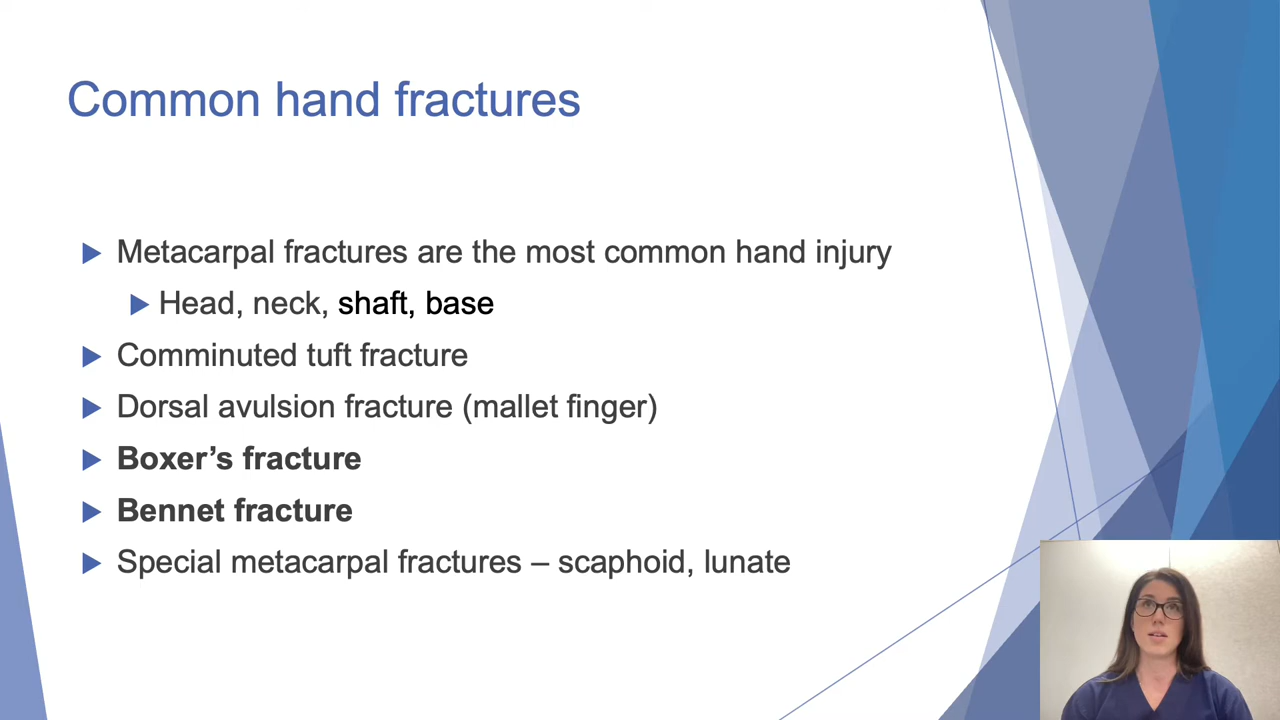 Common hand fractures
Metacarpal fractures are the most common hand injury
Head, neck, shaft, base
Comminuted tuft fracture
Dorsal avulsion fracture (mallet finger)
Boxer’s fracture
Bennet fracture
Special metacarpal fractures – scaphoid, lunate